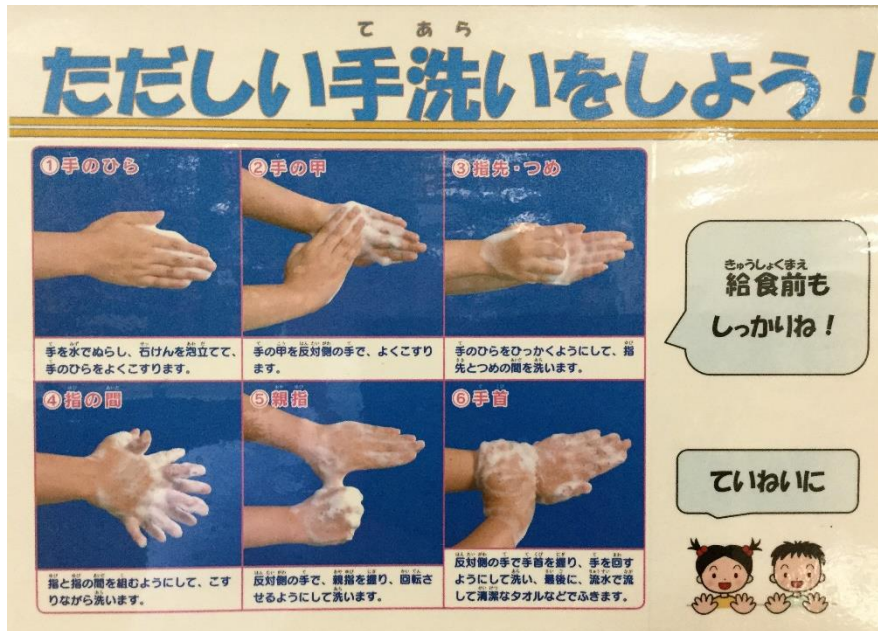 て あら
ただしい手洗いをしよう!
①手のひら
手を水でぬらし、石けんを泡立てて、
手のひらをよくこすります。
②手の甲
手の甲を反対側の手で、よくこすり
ます。
③指先・つめ
手のひらをひっかくようにして、指
先とつめの間を洗います。
④指の間
指と指の間を組むようにして、こす
りながら洗います。
⑤親指
反対側の手で、親指を握り、回転さ
せるようにして洗います。
⑥手首
反対側の手で手首を握り、手を回す
ようにして洗い、最後に、流水で流
して清潔なタオルなどでふきます。
きゅうしょくまえ
給食前も
しっかりね!
ていねいに